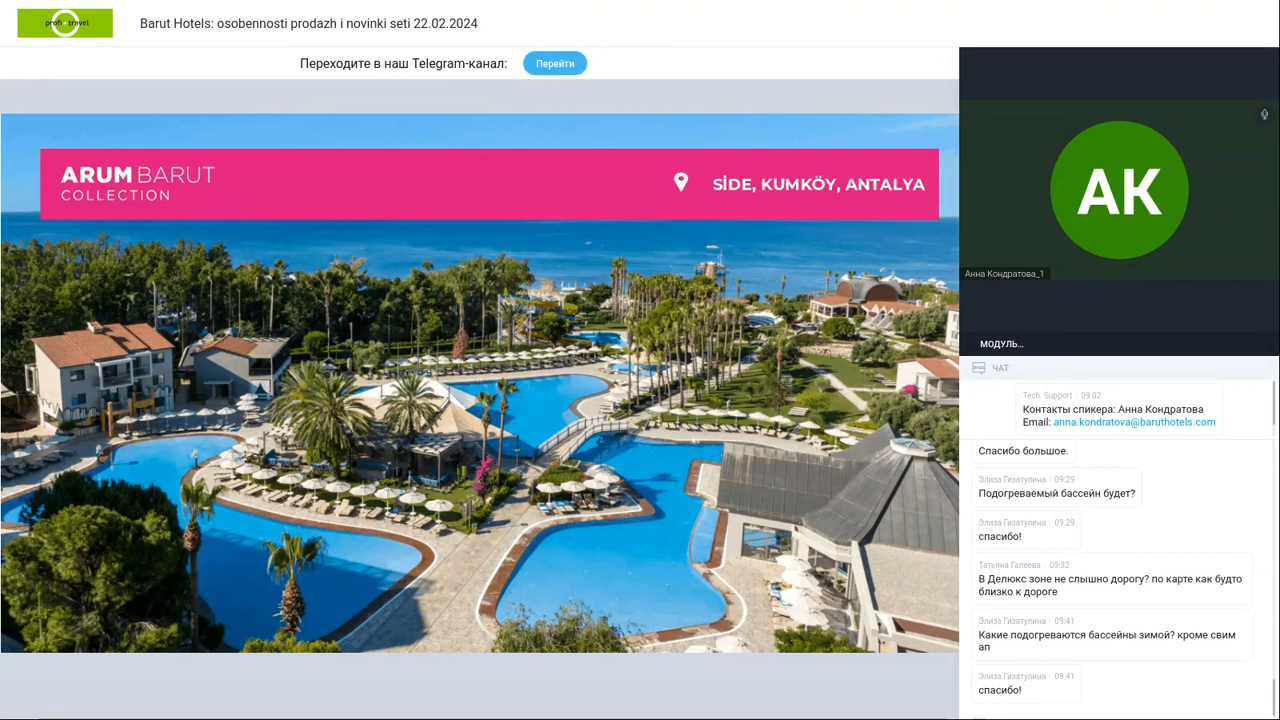 profi travel
Barut Hotels: osobennosti prodazh i novinki seti 22.02.2024
Переходите в наш Telegram-канал:
Перейти
ARUM BARUT
COLLECTION
SİDE, KUMKÖY, ANTALYA
АК
Анна Кондратова_1
МОДУЛЬ...
ЧАТ
Tech. Support 09:02
Контакты спикера: Анна Кондратова
Email: anna.kondratova@baruthotels.com
Спасибо большое.
Элиза Гизатулина 09:29
Подогреваемый бассейн будет?
Элиза Гизатулина 09:29
спасибо!
Татьяна Галеева 09:32
В Делюкс зоне не слышно дорогу? по карте как будто
близко к дороге
Элиза Гизатулина 09:41
Какие подогреваются бассейны зимой? кроме свим
ап
Элиза Гизатулина 09:41
спасибо!